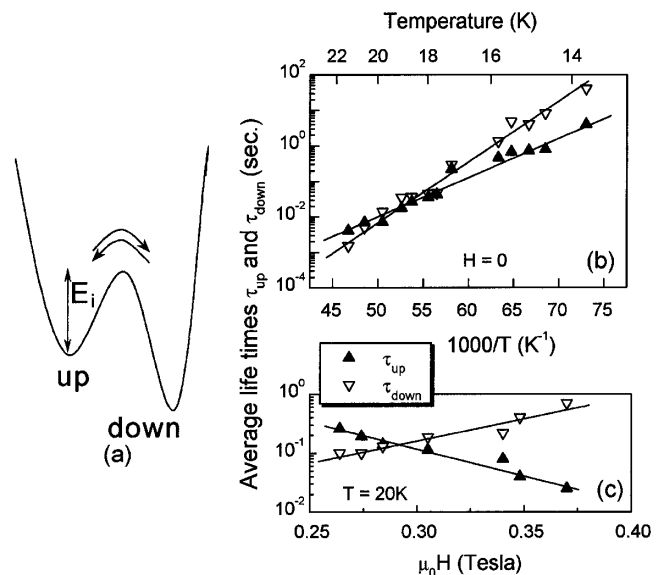 E_i
up
down
(a)
Temperature (K)
22 20 18 16 14
10^2
10^0
10^-2
10^-4
H = 0
(b)
45 50 55 60 65 70 75
1000/T (K^-1)
Average life times τ_up and τ_down (sec.)
τ_up
τ_down
10^0
10^-1
10^-2
T = 20K
(c)
0.25 0.30 0.35 0.40
μ_0H (Tesla)